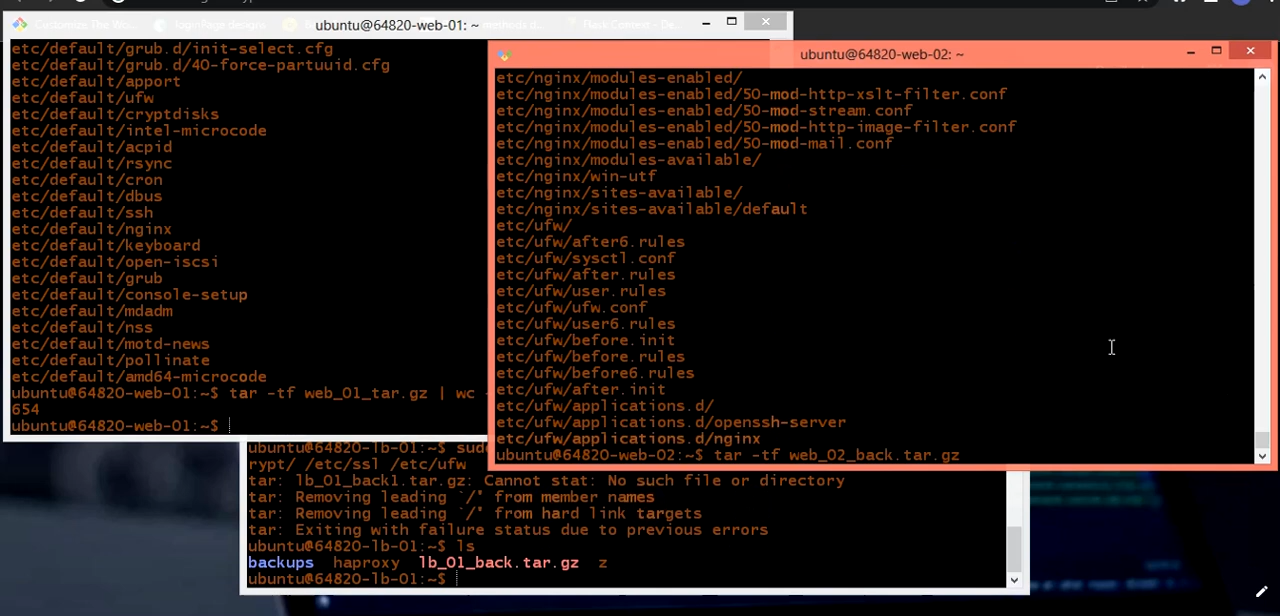 ubuntu@64820-web-01: ~
etc/default/grub.d/init-select.cfg
etc/default/grub.d/40-force-partuuid.cfg
etc/default/apport
etc/default/ufw
etc/default/cryptdisks
etc/default/intel-microcode
etc/default/acpid
etc/default/rsync
etc/default/cron
etc/default/dbus
etc/default/ssh
etc/default/nginx
etc/default/keyboard
etc/default/open-iscsi
etc/default/grub
etc/default/console-setup
etc/default/mdadm
etc/default/nss
etc/default/motd-news
etc/default/pollinate
etc/default/amd64-microcode
ubuntu@64820-web-01:~$ tar -tf web_01_tar.gz | wc -
654
ubuntu@64820-web-01:~$
ubuntu@64820-web-02: ~
etc/nginx/modules-enabled/
etc/nginx/modules-enabled/50-mod-http-xslt-filter.conf
etc/nginx/modules-enabled/50-mod-stream.conf
etc/nginx/modules-enabled/50-mod-http-image-filter.conf
etc/nginx/modules-enabled/50-mod-mail.conf
etc/nginx/modules-available/
etc/nginx/win-utf
etc/nginx/sites-available/
etc/nginx/sites-available/default
etc/ufw/
etc/ufw/after6.rules
etc/ufw/sysctl.conf
etc/ufw/after.rules
etc/ufw/user.rules
etc/ufw/ufw.conf
etc/ufw/user6.rules
etc/ufw/before.init
etc/ufw/before.rules
etc/ufw/before6.rules
etc/ufw/after.init
etc/ufw/applications.d/
etc/ufw/applications.d/openssh-server
etc/ufw/applications.d/nginx
ubuntu@64820-web-02:~$ tar -tf web_02_back.tar.gz
ubuntu@64820-lb-01:~$ sud
rypt/ /etc/ssl /etc/ufw
tar: lb_01_back1.tar.gz: Cannot stat: No such file or directory
tar: Removing leading `/' from member names
tar: Removing leading `/' from hard link targets
tar: Exiting with failure status due to previous errors
ubuntu@64820-lb-01:~$ ls
backups haproxy lb_01_back.tar.gz z
ubuntu@64820-lb-01:~$